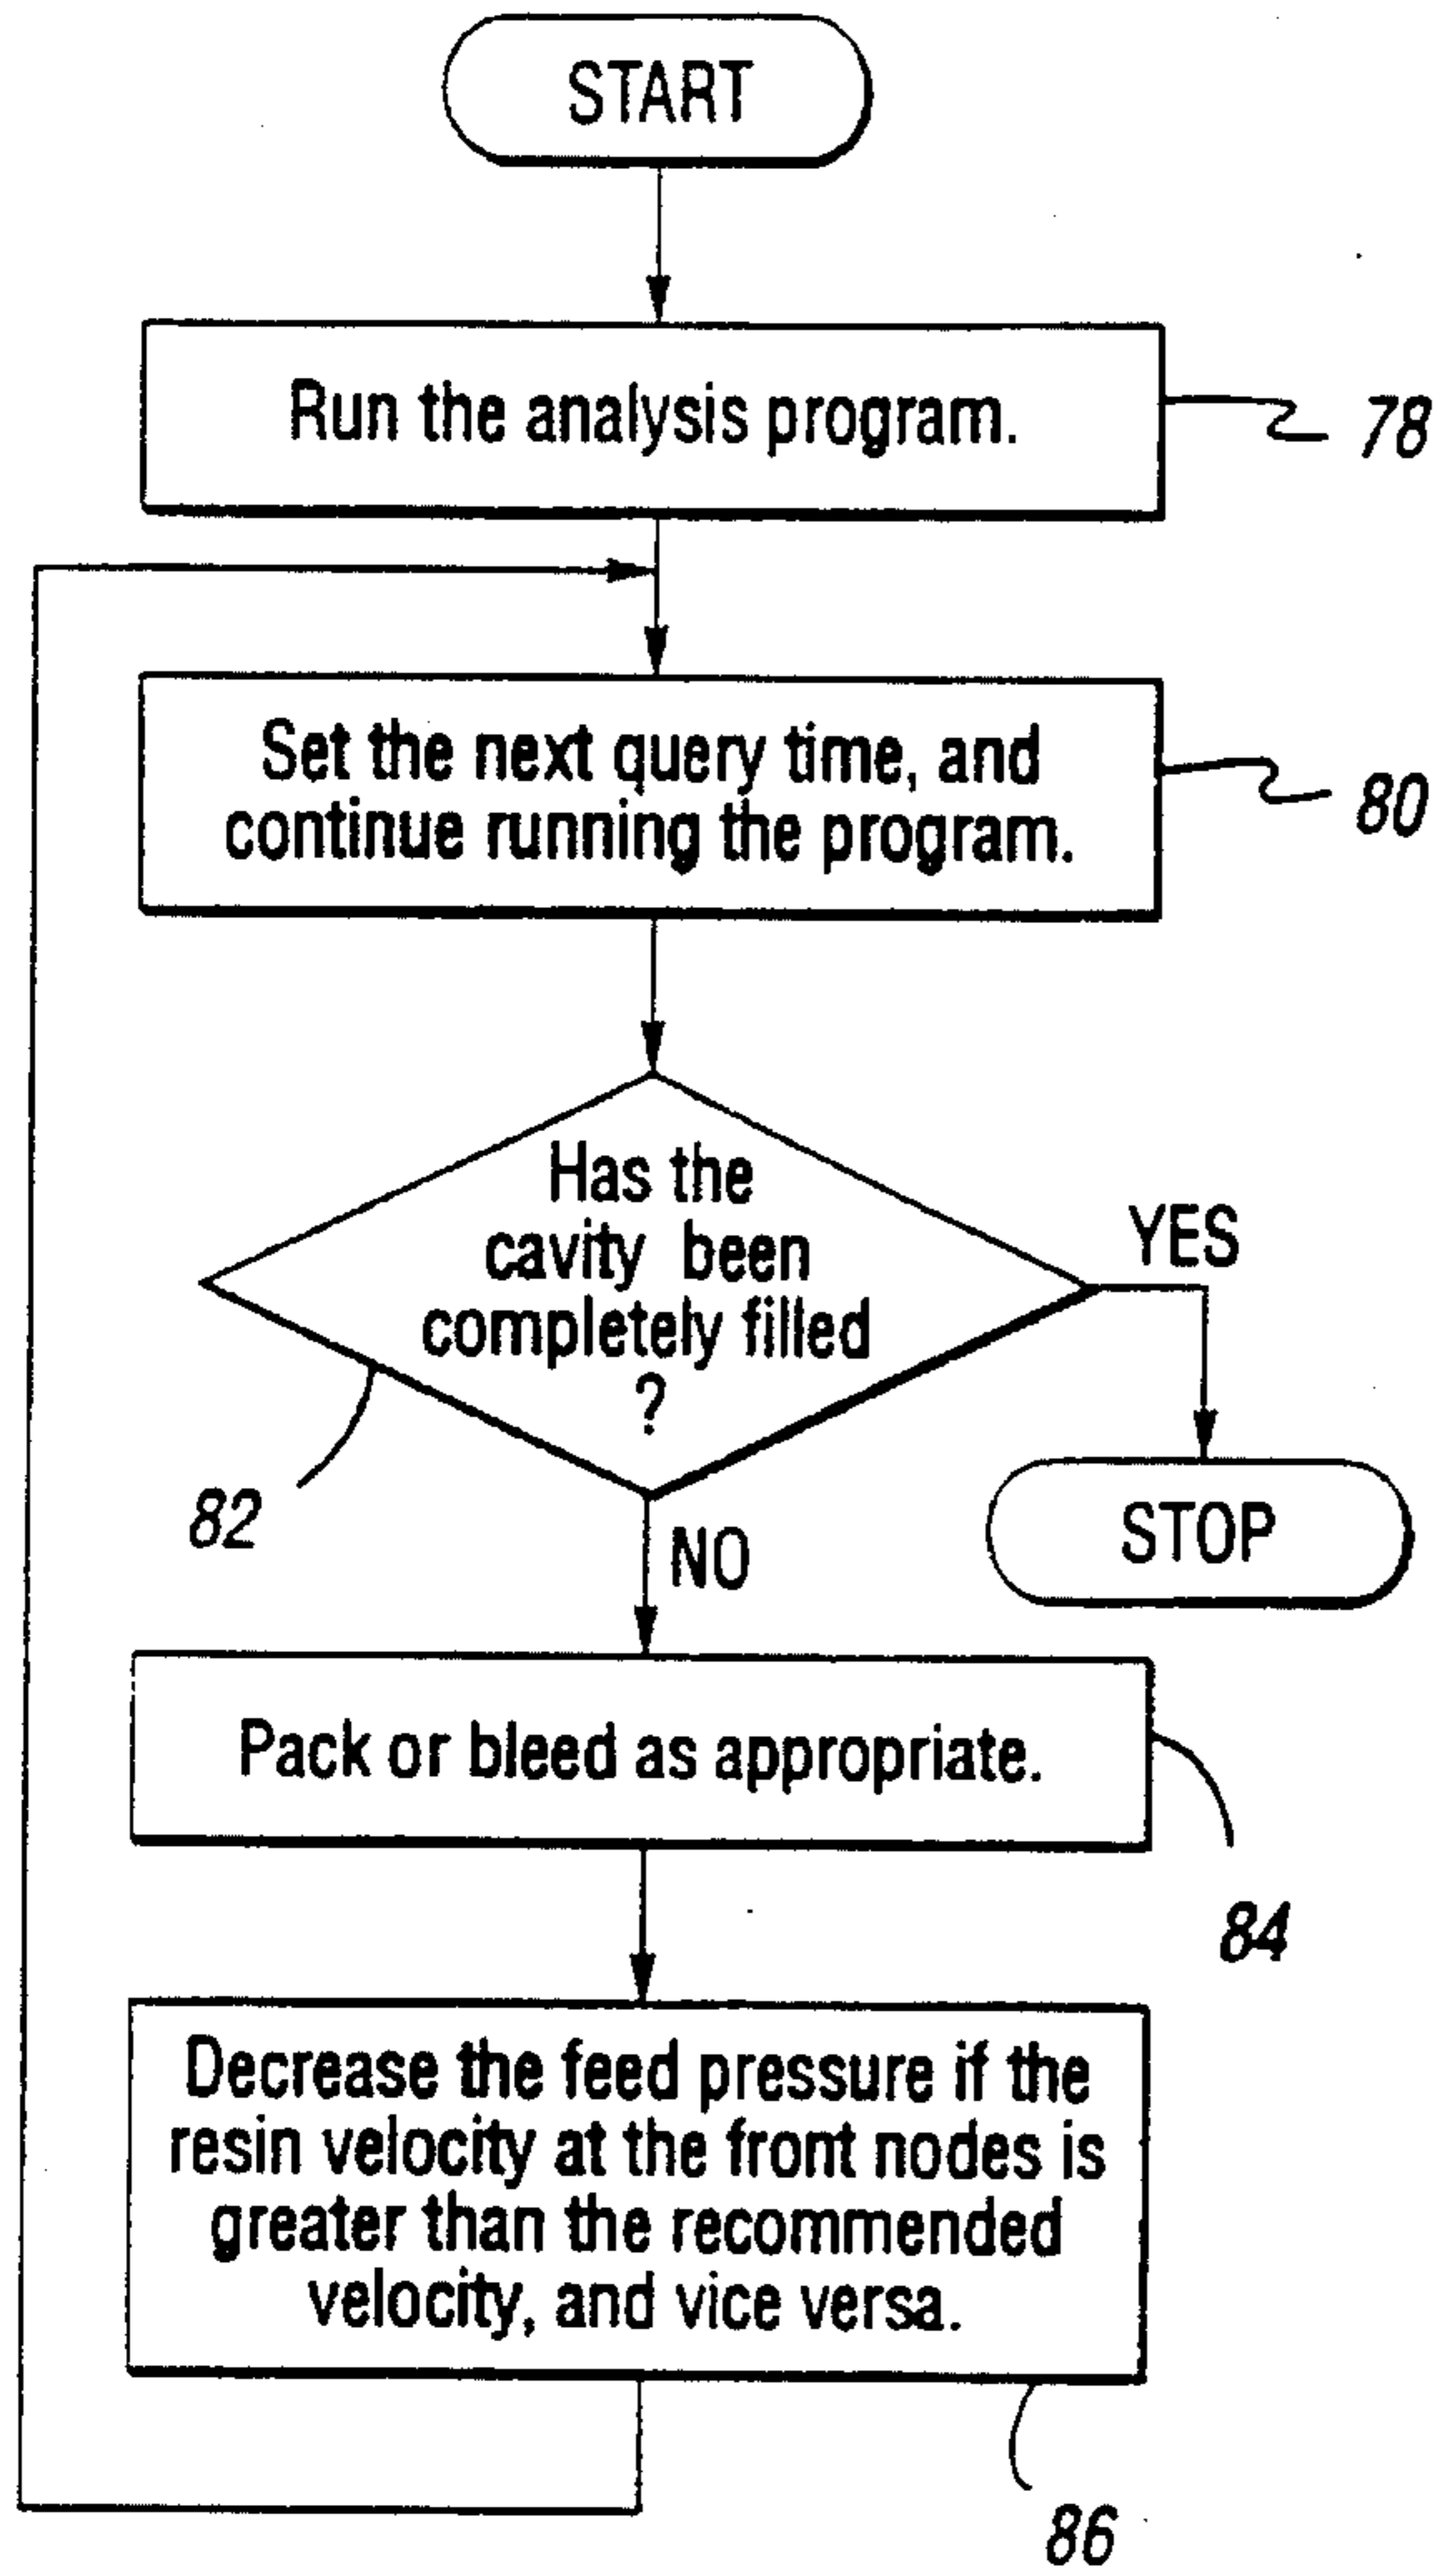 START
Run the analysis program.
78
Set the next query time, and
continue running the program.
80
Has the
cavity been
completely filled
?
YES
82
NO
STOP
Pack or bleed as appropriate.
84
Decrease the feed pressure if the
resin velocity at the front nodes is
greater than the recommended
velocity, and vice versa.
86